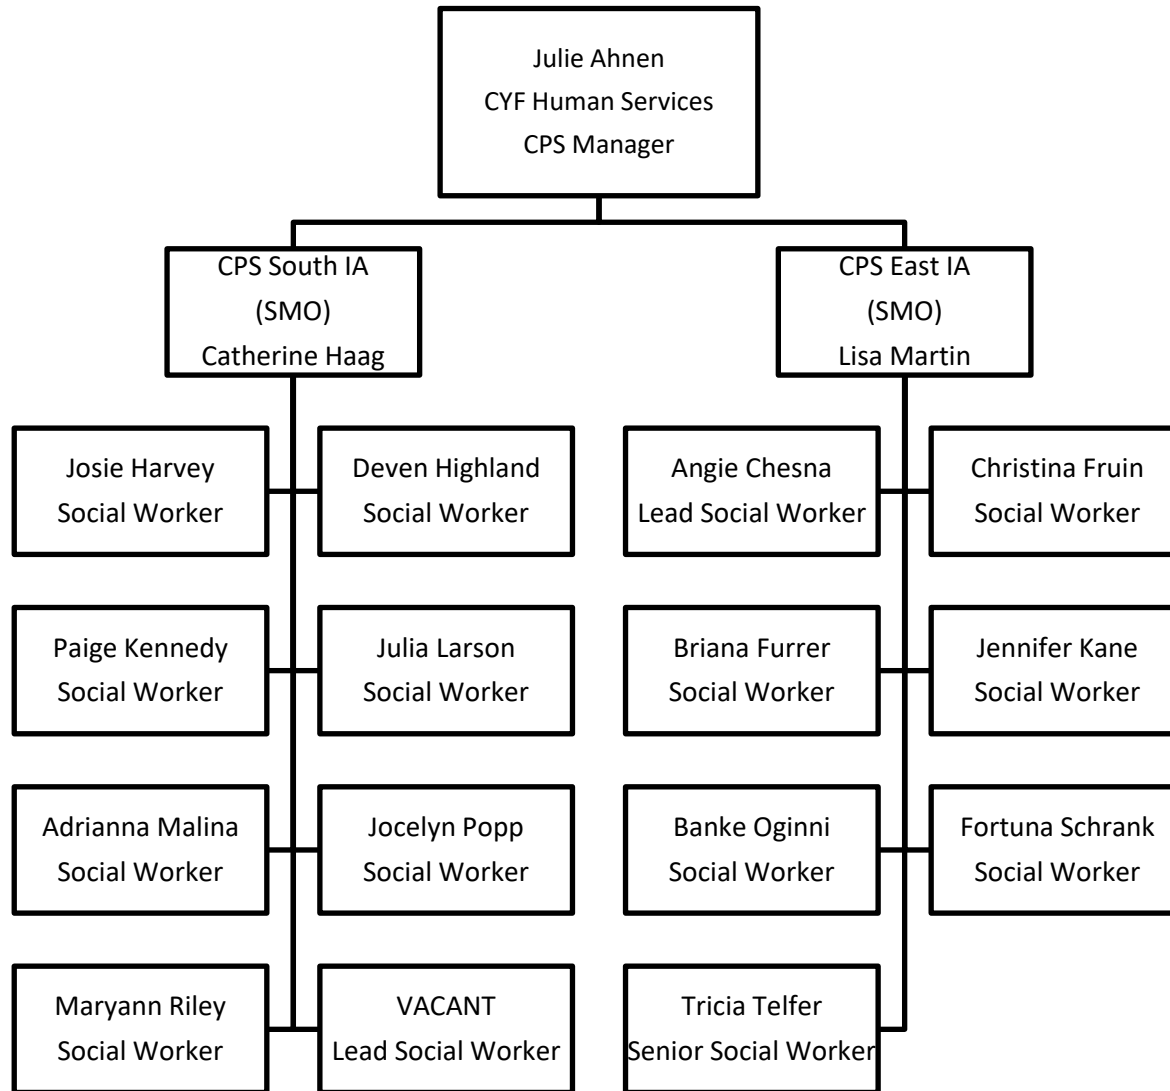 Julie Ahnen
CYF Human Services
CPS Manager
CPS South IA
(SMO)
Catherine Haag
CPS East IA
(SMO)
Lisa Martin
Josie Harvey
Social Worker
Deven Highland
Social Worker
Angie Chesna
Lead Social Worker
Christina Fruin
Social Worker
Paige Kennedy
Social Worker
Julia Larson
Social Worker
Briana Furrer
Social Worker
Jennifer Kane
Social Worker
Adrianna Malina
Social Worker
Jocelyn Popp
Social Worker
Banke Oginni
Social Worker
Fortuna Schrank
Social Worker
Maryann Riley
Social Worker
VACANT
Lead Social Worker
Tricia Telfer
Senior Social Worker